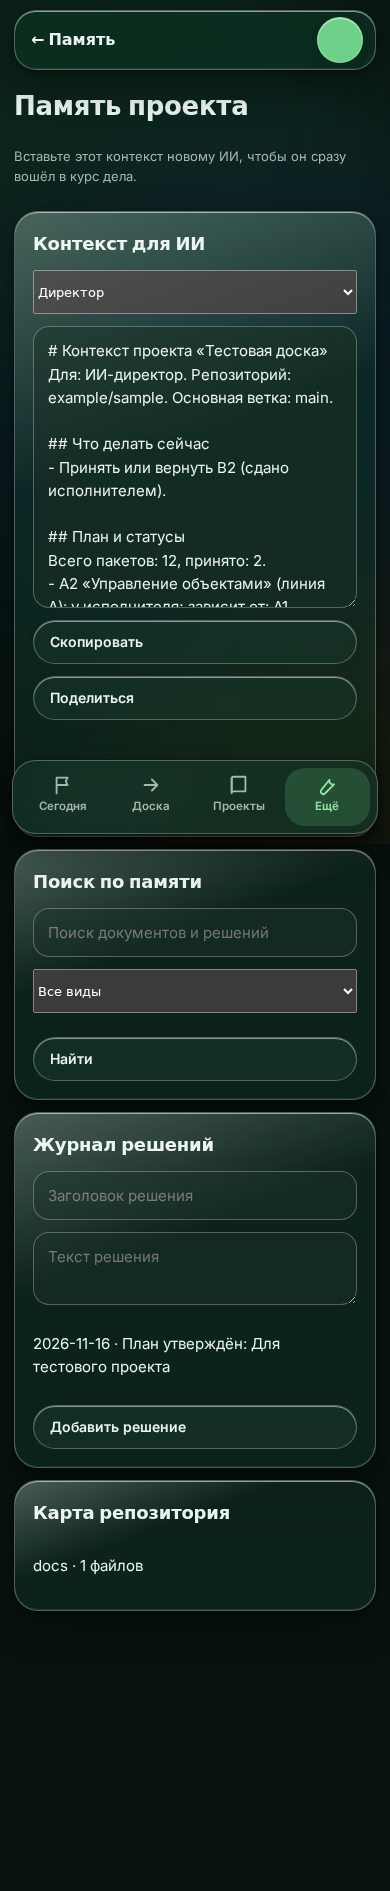 ← Память
Память проекта
Вставьте этот контекст новому ИИ, чтобы он сразу
вошёл в курс дела.
Контекст для ИИ
Директор
# Контекст проекта «Тестовая доска»
Для: ИИ-директор. Репозиторий:
example/sample. Основная ветка: main.
## Что делать сейчас
- Принять или вернуть B2 (сдано
исполнителем).
## План и статусы
Всего пакетов: 12, принято: 2.
- A2 «Управление объектами» (линия
A): у исполнителя; зависит от: A1
Скопировать
Поделиться
Сегодня
Доска
Проекты
Ещё
Поиск по памяти
Поиск документов и решений
Все виды
Найти
Журнал решений
Заголовок решения
Текст решения
2026-11-16 · План утверждён: Для
тестового проекта
Добавить решение
Карта репозитория
docs · 1 файлов